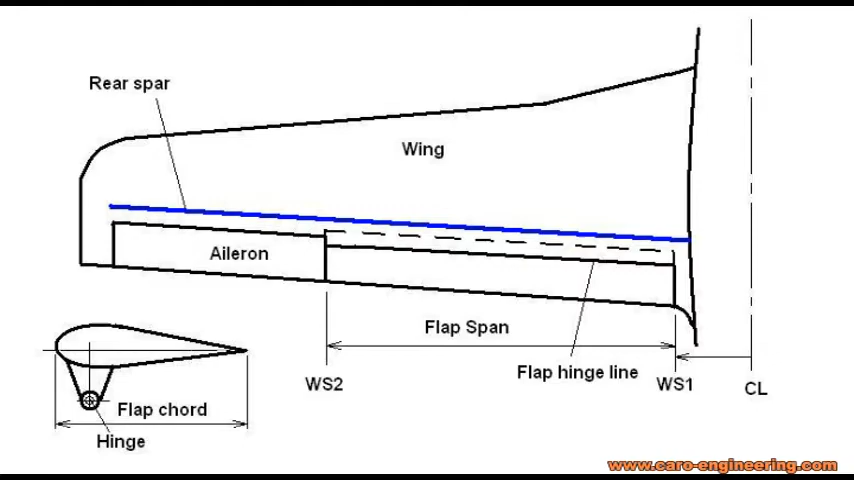 Rear spar
Wing
Aileron
Flap Span
Flap hinge line
WS2
WS1
CL
Flap chord
Hinge
www.caro-engineering.com